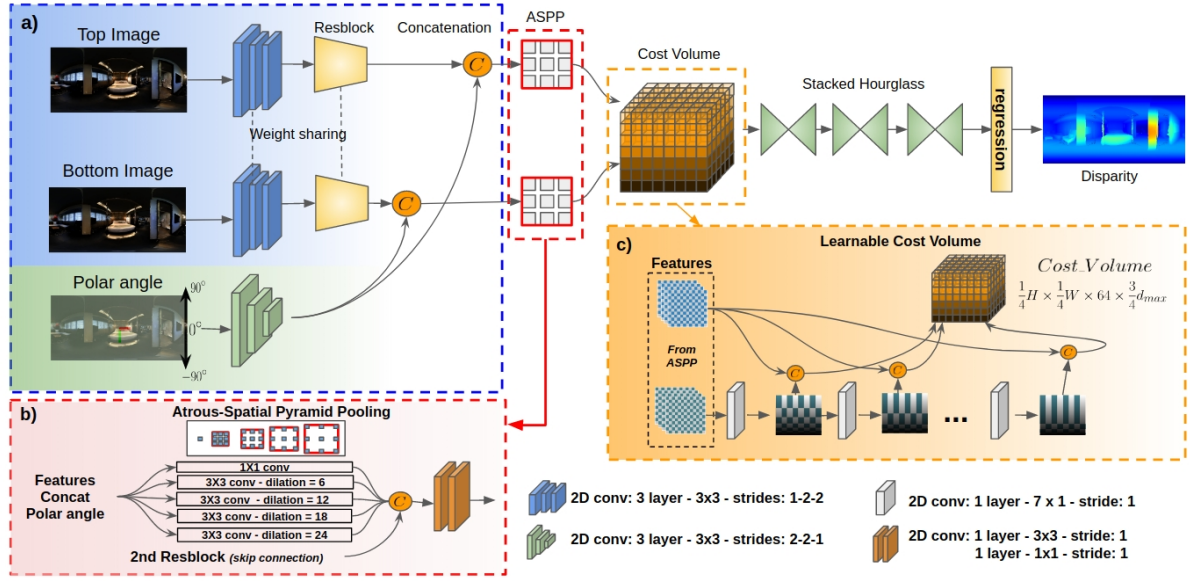 a)
Top Image
Resblock
Concatenation
C
Weight sharing
Bottom Image
C
Polar angle
90°
0°
−90°
ASPP
Cost Volume
Stacked Hourglass
regression
Disparity
b)
Atrous-Spatial Pyramid Pooling
Features
Concat
Polar angle
1X1 conv
3X3 conv - dilation = 6
3X3 conv - dilation = 12
3X3 conv - dilation = 18
3X3 conv - dilation = 24
C
2nd Resblock (skip connection)
c)
Learnable Cost Volume
Features
From
ASPP
Cost_Volume
1/4 H × 1/4 W × 64 × 3/4 d_max
C
C
C
...
2D conv: 3 layer - 3x3 - strides: 1-2-2
2D conv: 3 layer - 3x3 - strides: 2-2-1
2D conv: 1 layer - 7 x 1 - stride: 1
2D conv: 1 layer - 3x3 - stride: 1
1 layer - 1x1 - stride: 1